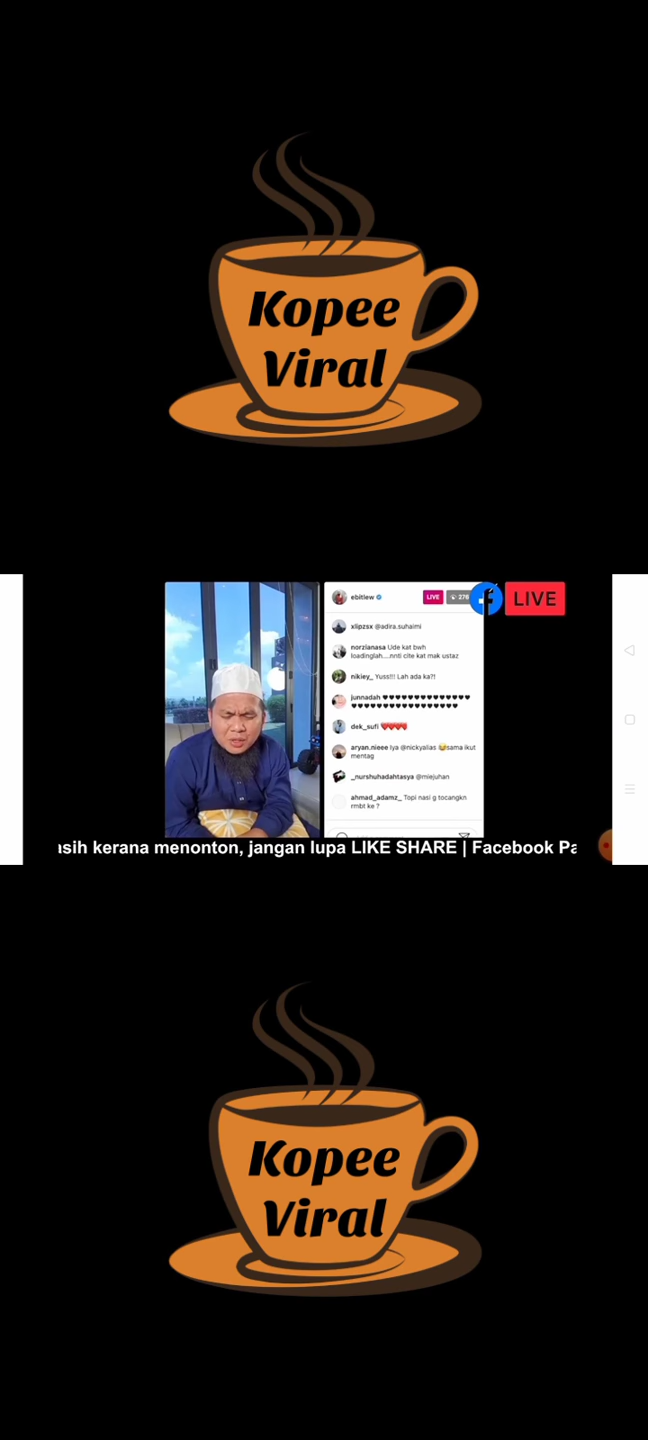 Kopee
Viral
ebitlew
LIVE
276
LIVE
xlipzsx @adira.suhaimi
norzianasa Ude kat bwh
loadinglah....nnti cite kat mak ustaz
nikiey_ Yuss!!! Lah ada ka?!
junnadah ♥♥♥♥♥♥♥♥♥♥♥♥♥♥
♥♥♥♥♥♥♥♥♥♥♥♥♥♥♥♥♥
dek_sufi
aryan.nieee Iya @nickyalias 😂sama ikut
mentag
_nurshuhadahtasya @miejuhan
ahmad_adamz_ Topi nasi g tocangkn
rmbt ke ?
asih kerana menonton, jangan lupa LIKE SHARE | Facebook Pa
Kopee
Viral